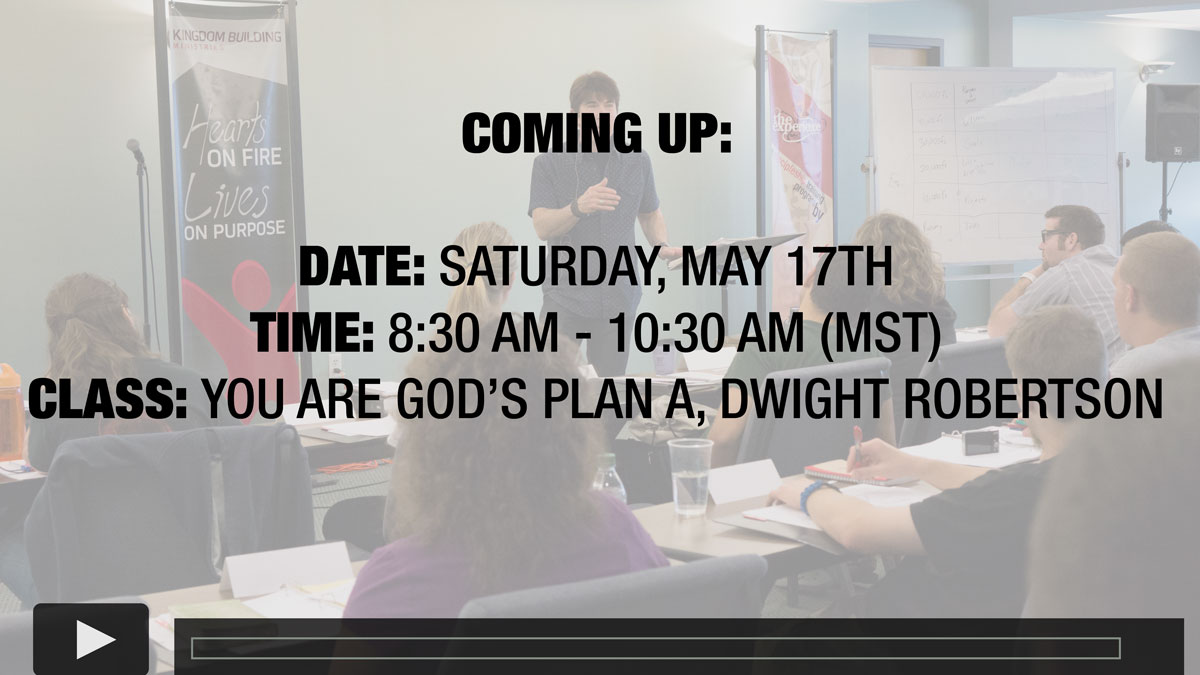 COMING UP:
DATE: SATURDAY, MAY 17TH
TIME: 8:30 AM - 10:30 AM (MST)
CLASS: YOU ARE GOD’S PLAN A, DWIGHT ROBERTSON
KINGDOM BUILDING
MINISTRIES
Hearts
ON FIRE
Lives
ON PURPOSE
the